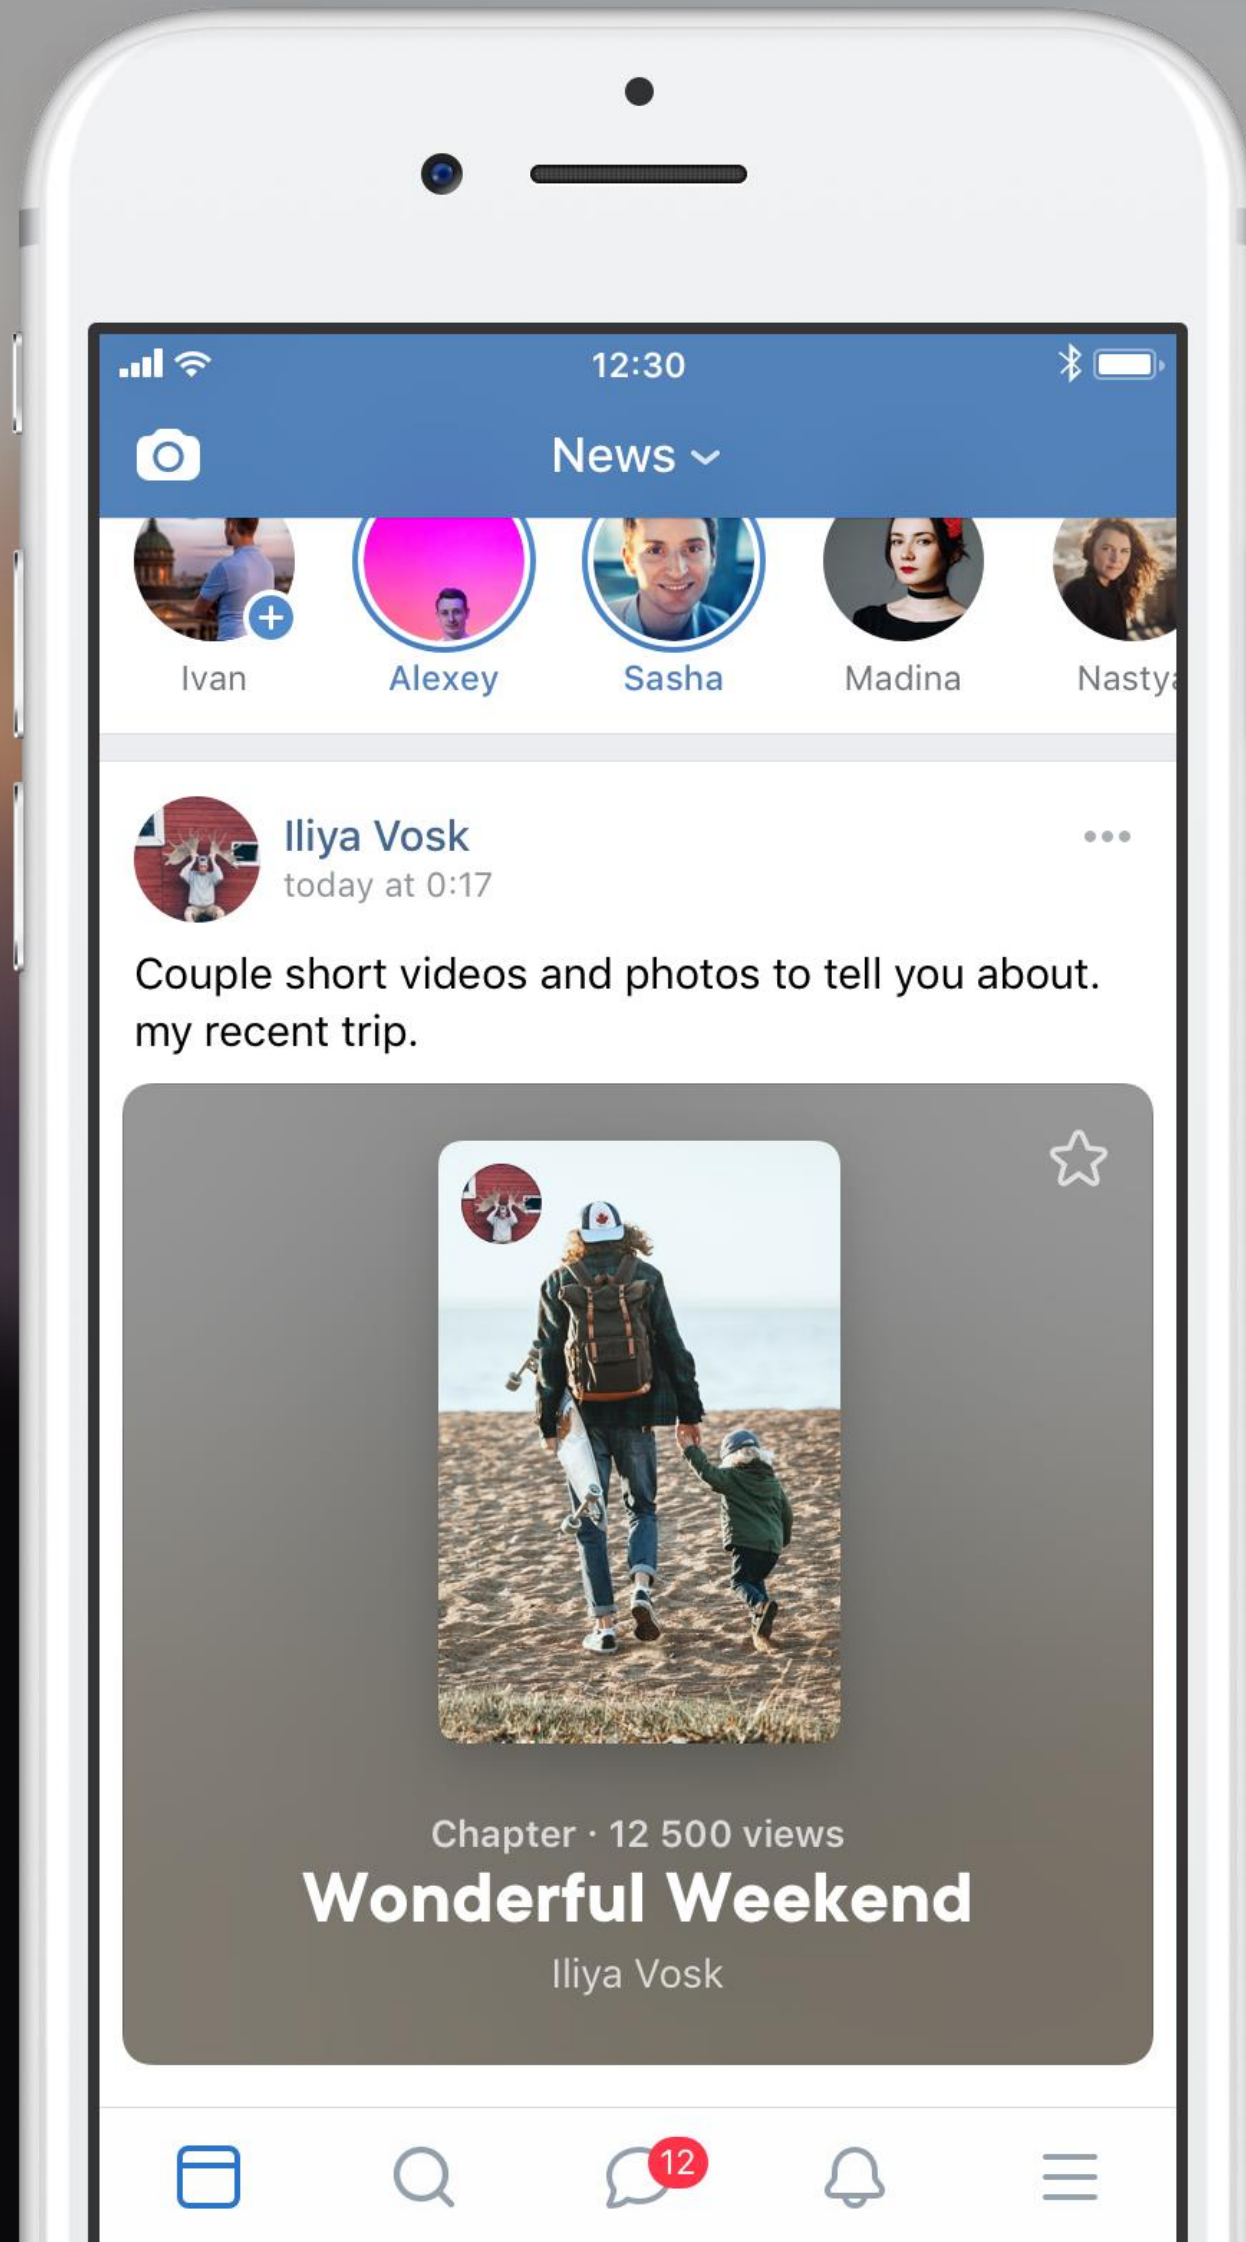 12:30
News
Ivan
Alexey
Sasha
Madina
Nastya
Iliya Vosk
today at 0:17
Couple short videos and photos to tell you about.
my recent trip.
Chapter · 12 500 views
Wonderful Weekend
Iliya Vosk
12